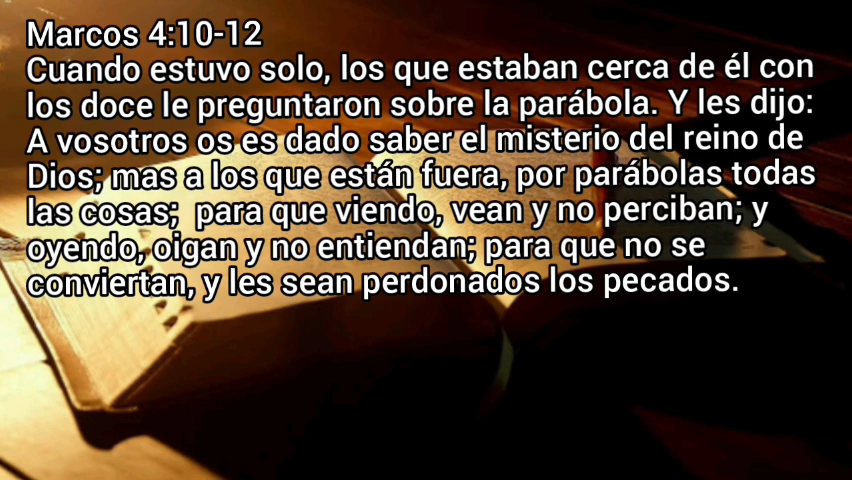 Marcos 4:10-12
Cuando estuvo solo, los que estaban cerca de él con
los doce le preguntaron sobre la parábola. Y les dijo:
A vosotros os es dado saber el misterio del reino de
Dios; mas a los que están fuera, por parábolas todas
las cosas;  para que viendo, vean y no perciban; y
oyendo, oigan y no entiendan; para que no se
conviertan, y les sean perdonados los pecados.